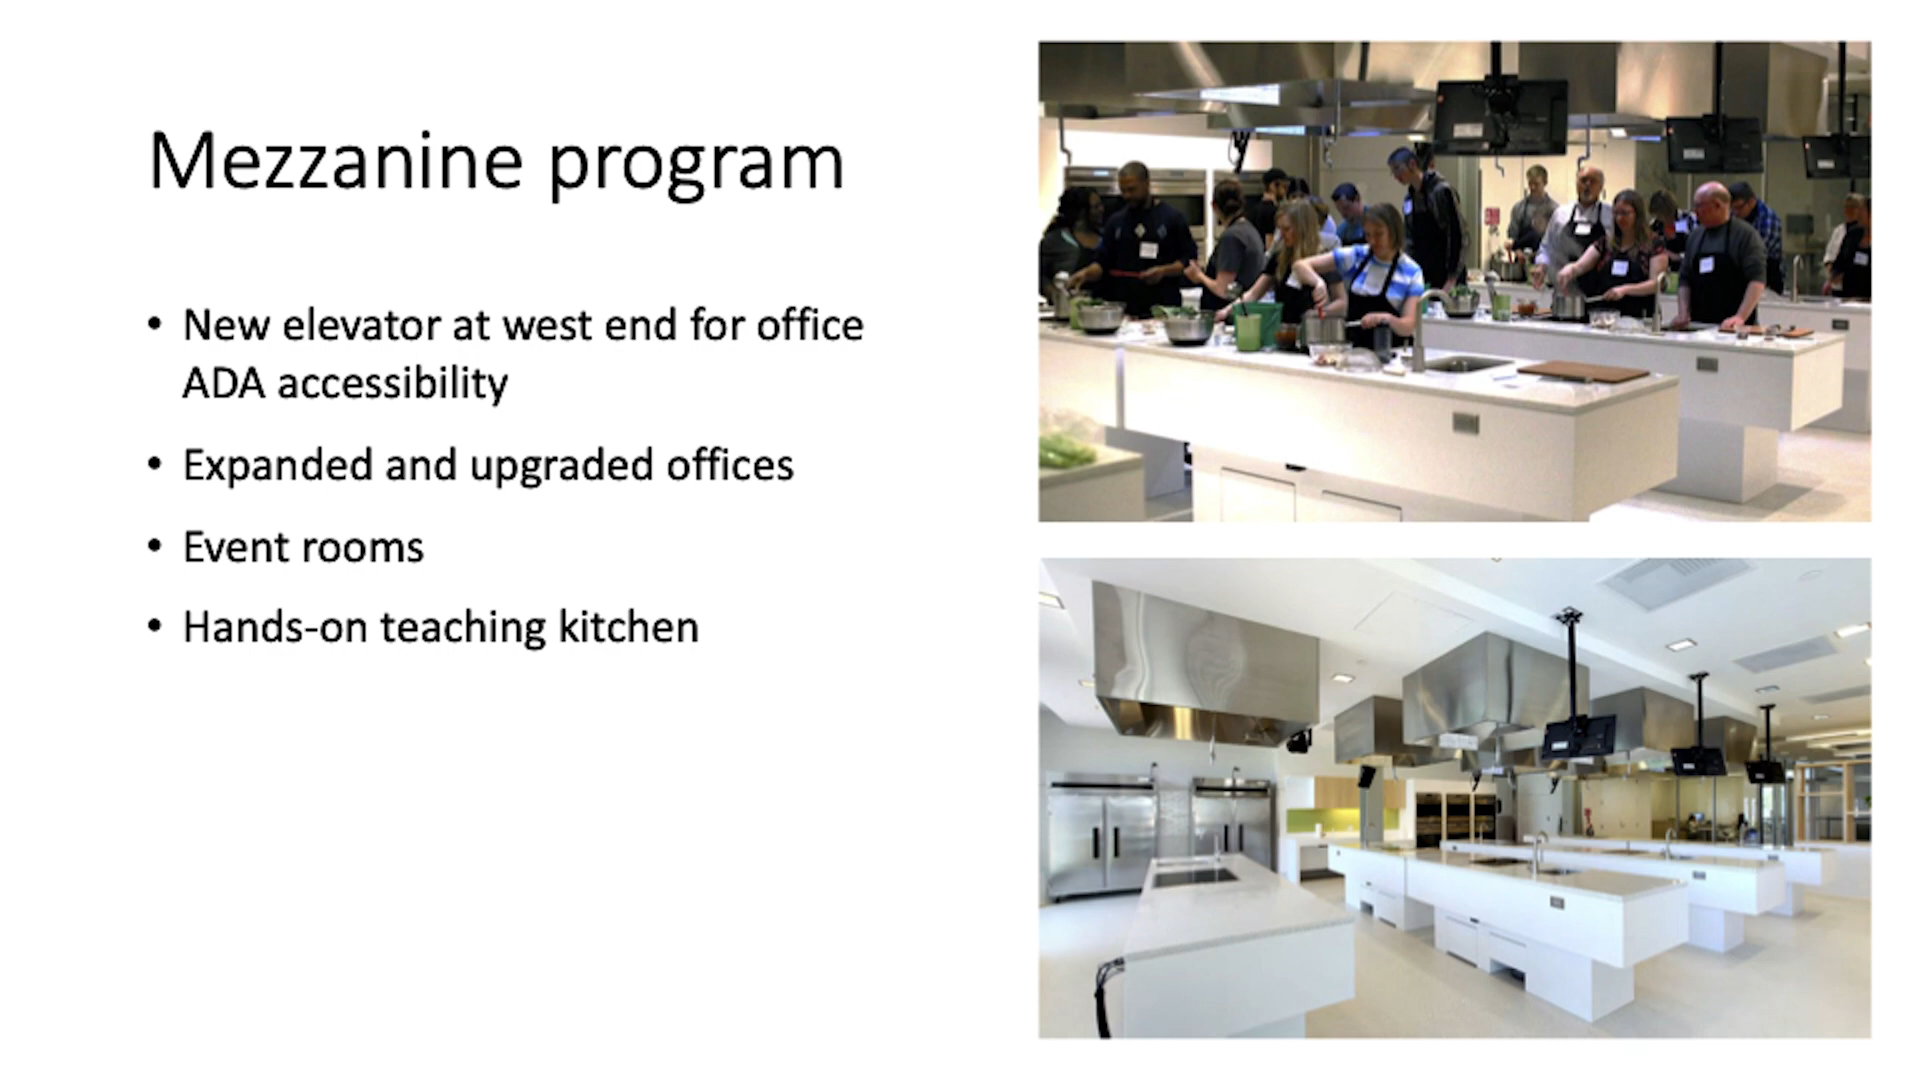 Mezzanine program
• New elevator at west end for office
ADA accessibility
• Expanded and upgraded offices
• Event rooms
• Hands-on teaching kitchen